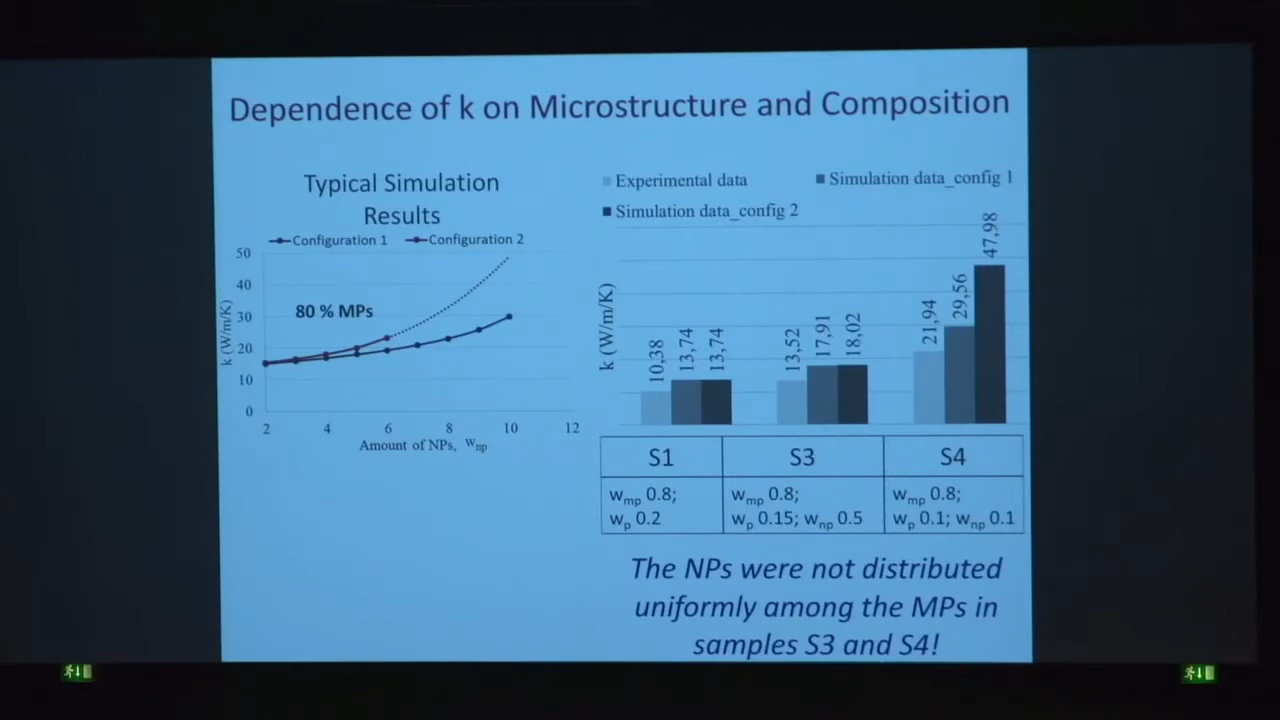 Dependence of k on Microstructure and Composition
Typical Simulation
Results
Configuration 1 Configuration 2
50
40
30
20
10
0
k (W/m/K)
80 % MPs
2 4 6 8 10 12
Amount of NPs, wnp
Experimental data Simulation data_config 1
Simulation data_config 2
k (W/m/K)
10,38 13,74 13,74 13,52 17,91 18,02 21,94 29,56 47,98
S1 S3 S4
wmp 0.8; wmp 0.8; wmp 0.8;
wp 0.2 wp 0.15; wnp 0.5 wp 0.1; wnp 0.1
The NPs were not distributed
uniformly among the MPs in
samples S3 and S4!